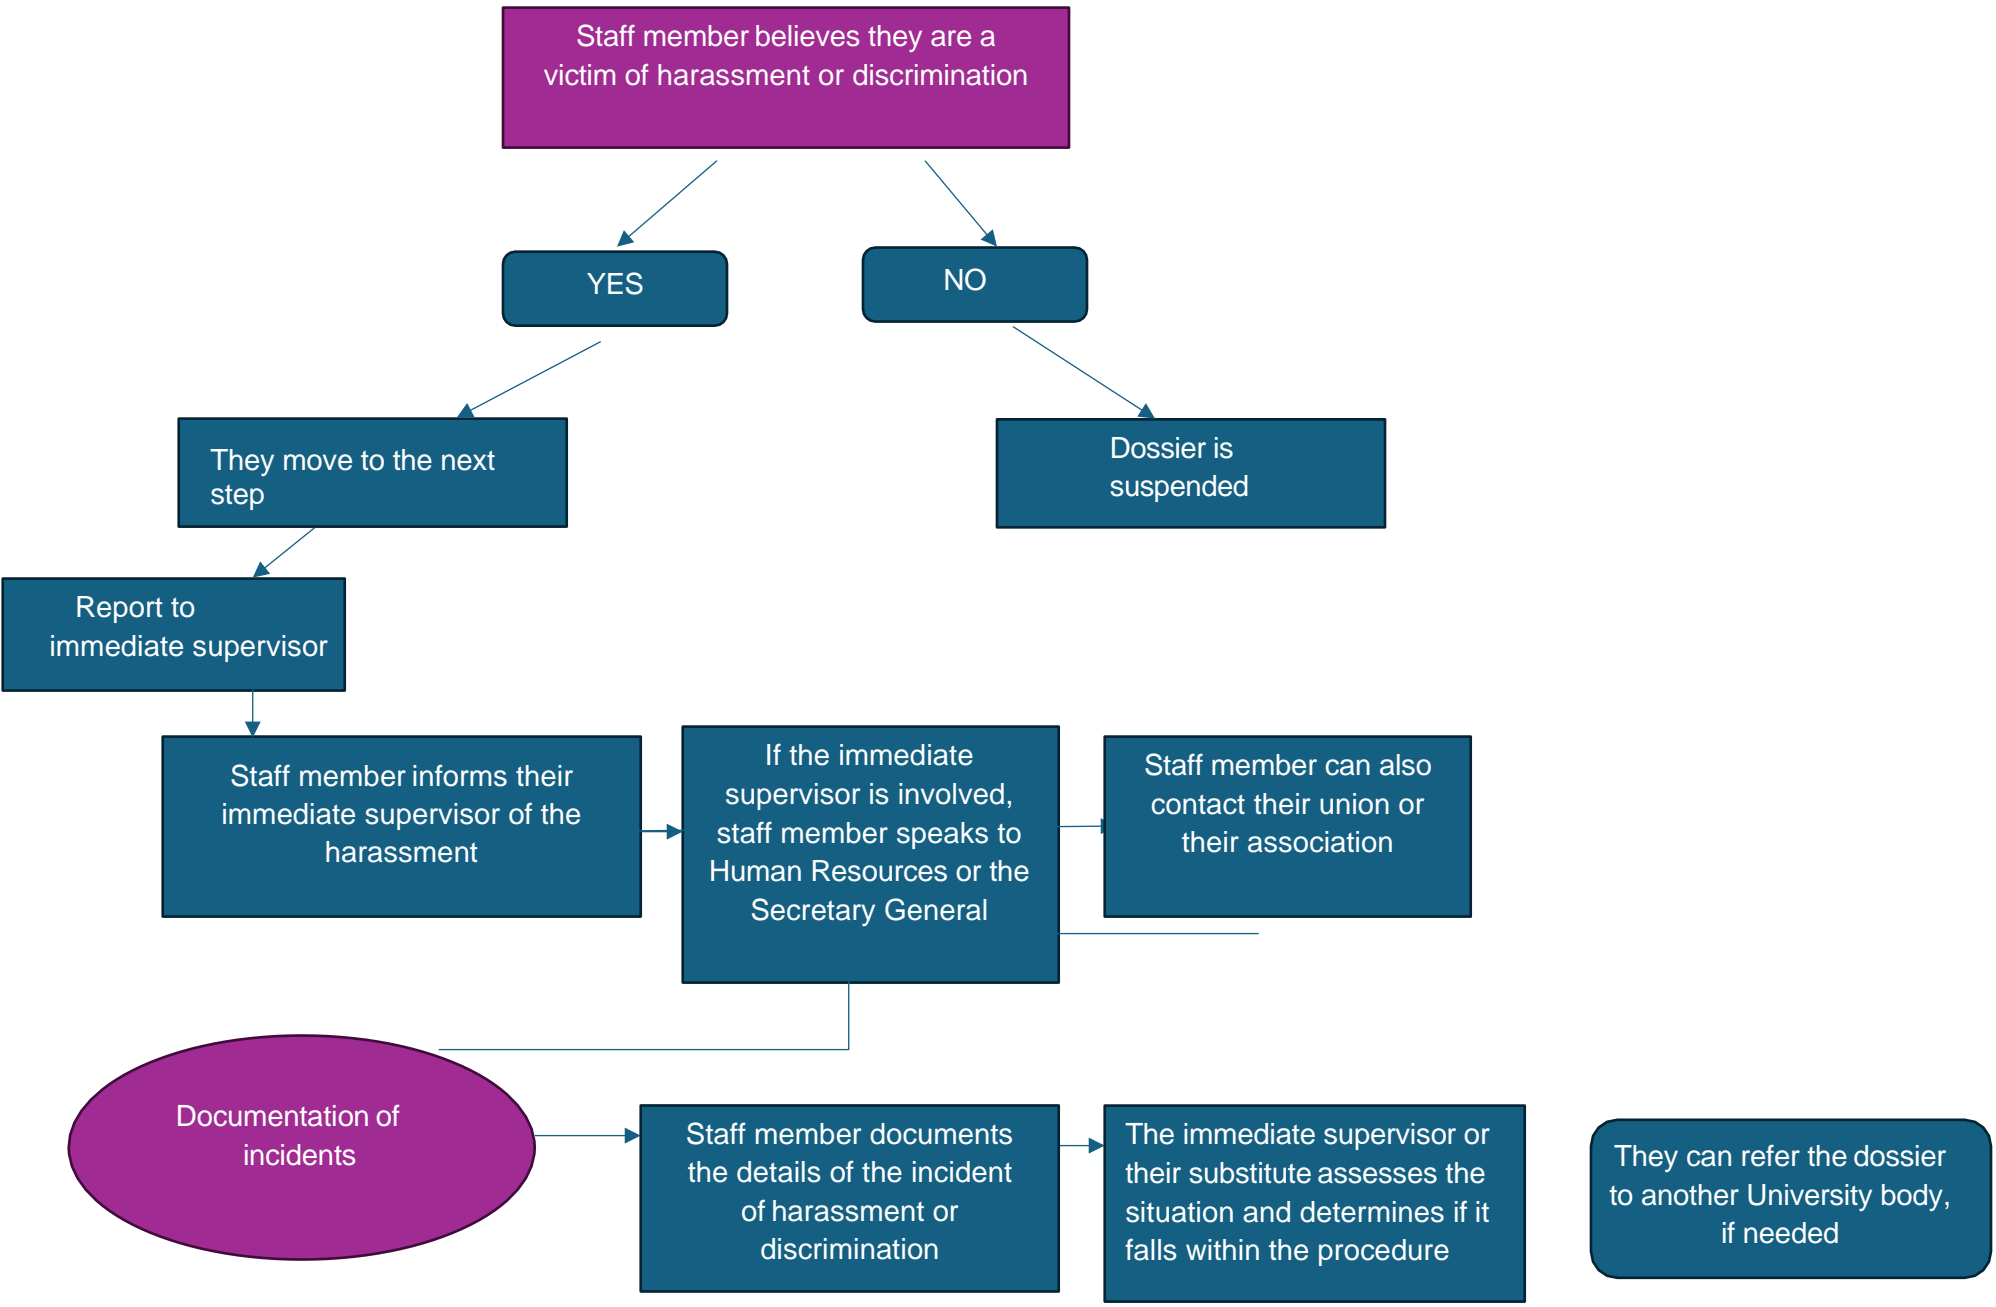 Staff member believes they are a
victim of harassment or discrimination
YES
NO
They move to the next
step
Dossier is
suspended
Report to
immediate supervisor
Staff member informs their
immediate supervisor of the
harassment
If the immediate
supervisor is involved,
staff member speaks to
Human Resources or the
Secretary General
Staff member can also
contact their union or
their association
Documentation of
incidents
Staff member documents
the details of the incident
of harassment or
discrimination
The immediate supervisor or
their substitute assesses the
situation and determines if it
falls within the procedure
They can refer the dossier
to another University body,
if needed